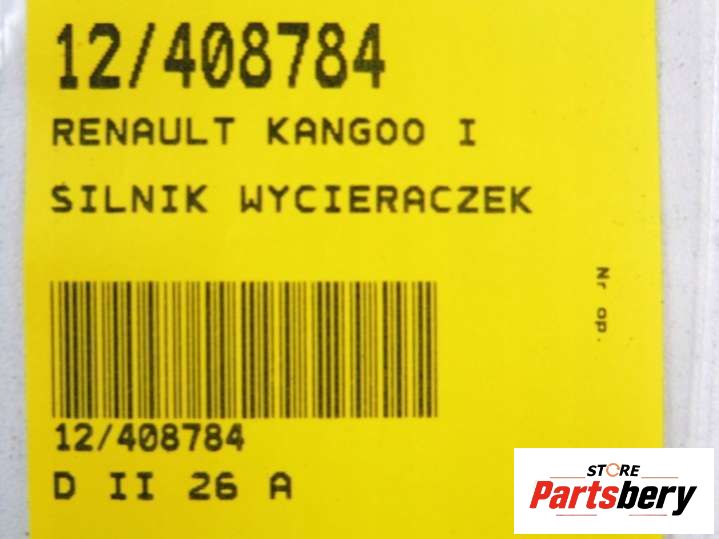 12/408784
RENAULT KANGOO I
SILNIK WYCIERACZEK
Nr op.
12/408784
D II 26 A
STORE
Partsbery